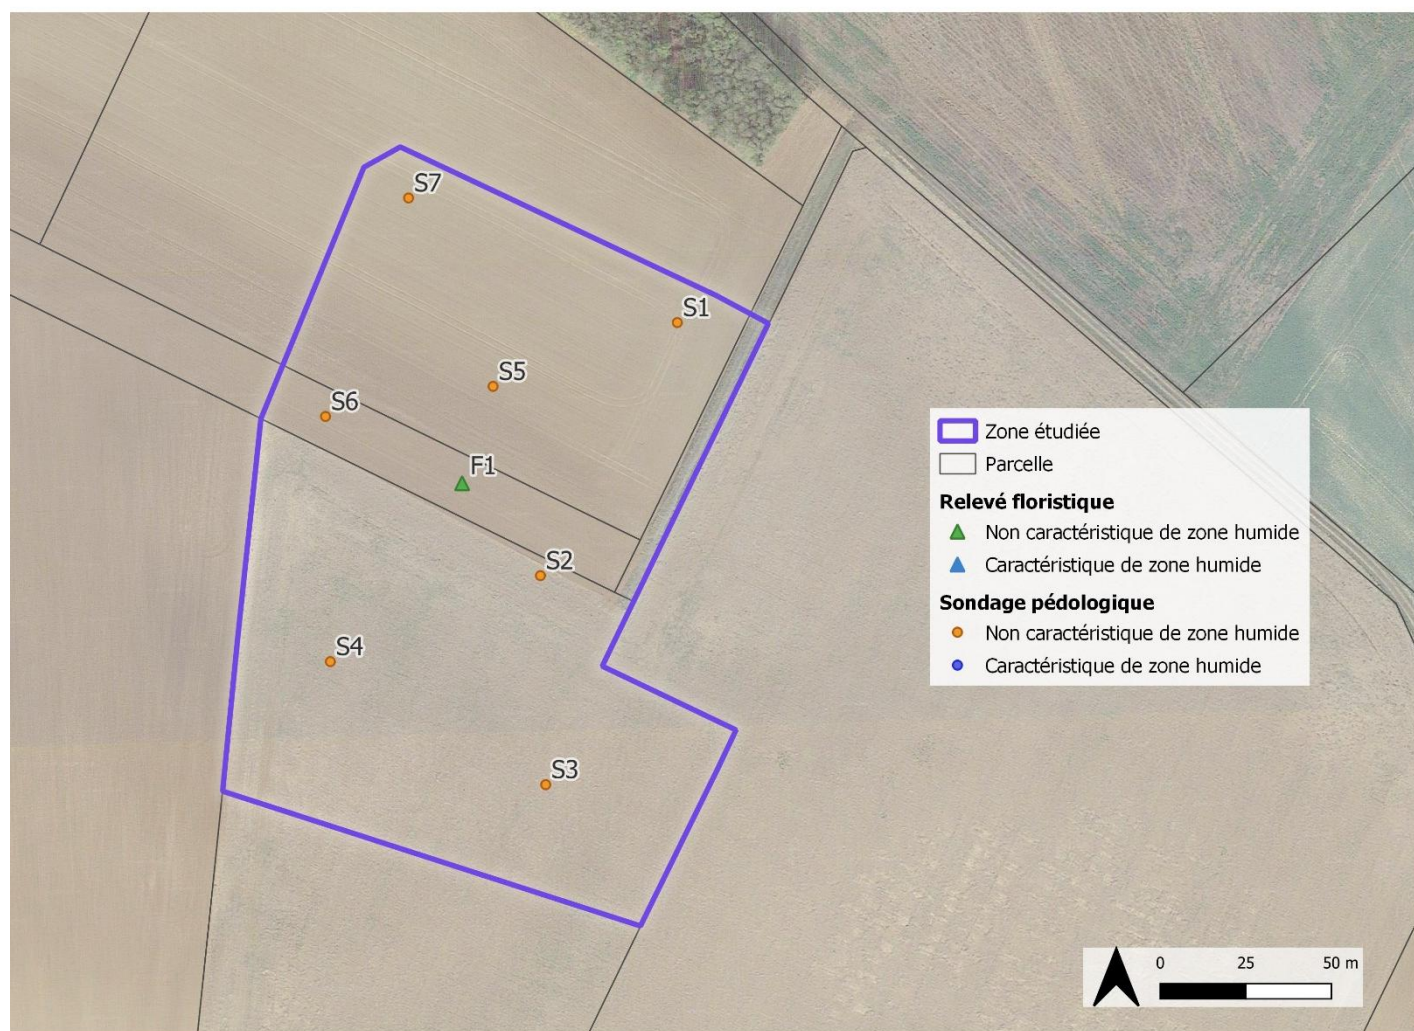 S7
S1
S5
S6
F1
S2
S4
S3
Zone étudiée
Parcelle
Relevé floristique
Non caractéristique de zone humide
Caractéristique de zone humide
Sondage pédologique
Non caractéristique de zone humide
Caractéristique de zone humide
0 25 50 m